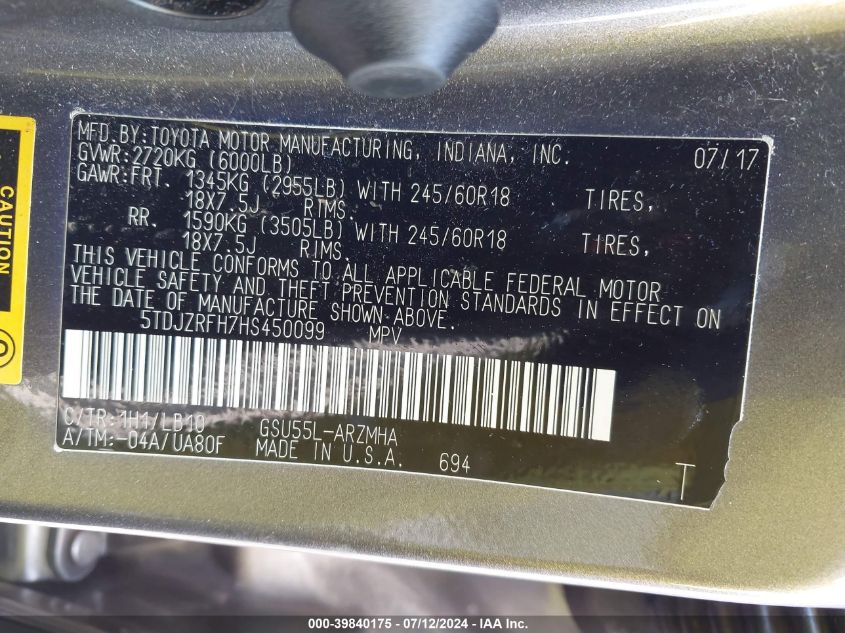 CAUTION
MFD.BY:TOYOTA MOTOR MANUFACTURING, INDIANA, INC. 07/17
GVWR:2720KG (6000LB)
GAWR:FRT. 1345KG (2955LB) WITH 245/60R18 TIRES,
18X7.5J RIMS.
RR. 1590KG (3505LB) WITH 245/60R18 TIRES,
18X7.5J RIMS.
THIS VEHICLE CONFORMS TO ALL APPLICABLE FEDERAL MOTOR
VEHICLE SAFETY AND THEFT PREVENTION STANDARDS IN EFFECT ON
THE DATE OF MANUFACTURE SHOWN ABOVE.
5TDJZRFH7HS450099 MPV
C/TR:1H1/LB10 GSU55L-ARZMHA
A/TM:-04A/UA80F MADE IN U.S.A. 694 T
000-39840175 - 07/12/2024 - IAA Inc.